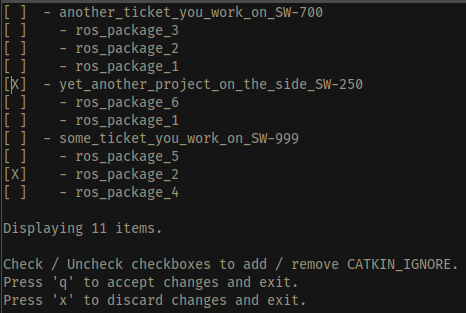 [ ]  - another_ticket_you_work_on_SW-700
[ ]    - ros_package_3
[ ]    - ros_package_2
[ ]    - ros_package_1
[X]  - yet_another_project_on_the_side_SW-250
[ ]    - ros_package_6
[ ]    - ros_package_1
[ ]  - some_ticket_you_work_on_SW-999
[ ]    - ros_package_5
[X]    - ros_package_2
[ ]    - ros_package_4
Displaying 11 items.
Check / Uncheck checkboxes to add / remove CATKIN_IGNORE.
Press 'q' to accept changes and exit.
Press 'x' to discard changes and exit.